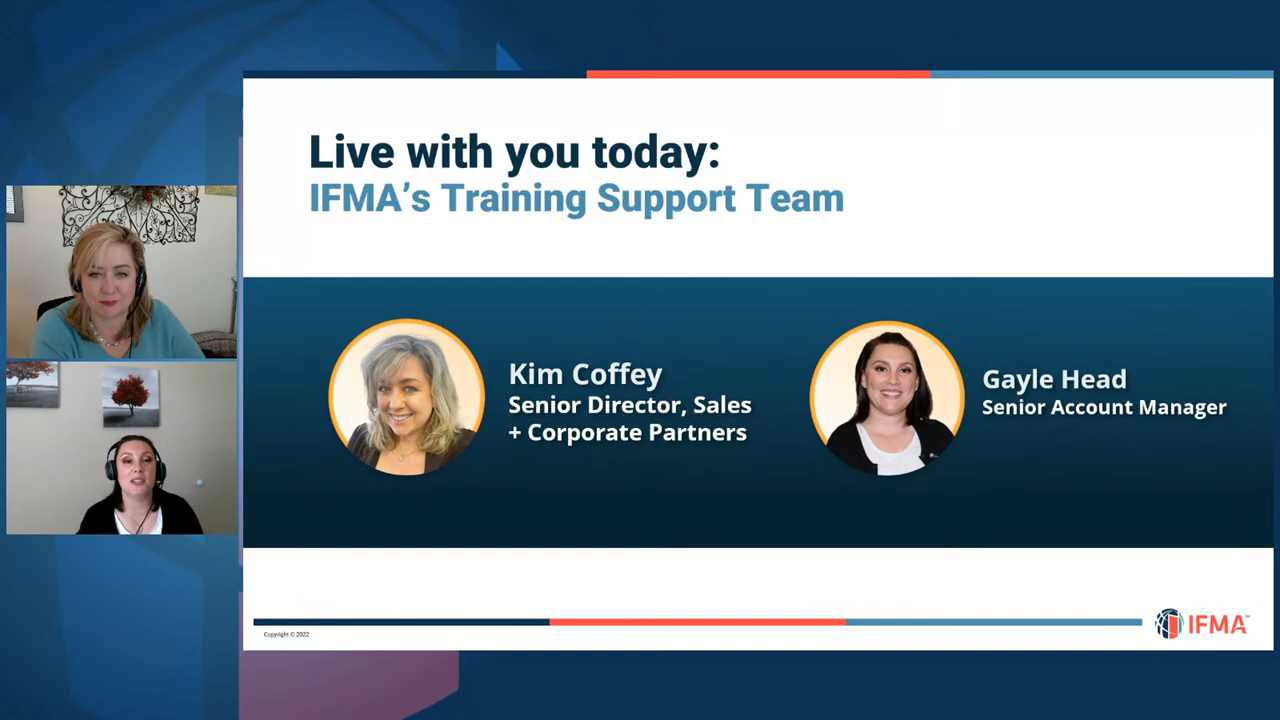 Live with you today:
IFMA's Training Support Team
Kim Coffey
Senior Director, Sales
+ Corporate Partners
Gayle Head
Senior Account Manager
Copyright © 2022
IFMA™